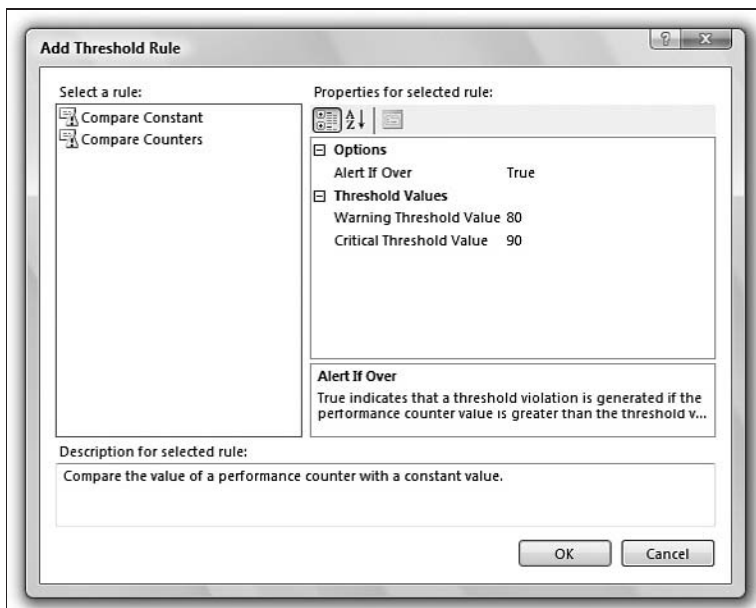 Add Threshold Rule
Select a rule:
Compare Constant
Compare Counters
Properties for selected rule:
Options
Alert If Over True
Threshold Values
Warning Threshold Value 80
Critical Threshold Value 90
Alert If Over
True indicates that a threshold violation is generated if the
performance counter value is greater than the threshold v...
Description for selected rule:
Compare the value of a performance counter with a constant value.
OK
Cancel